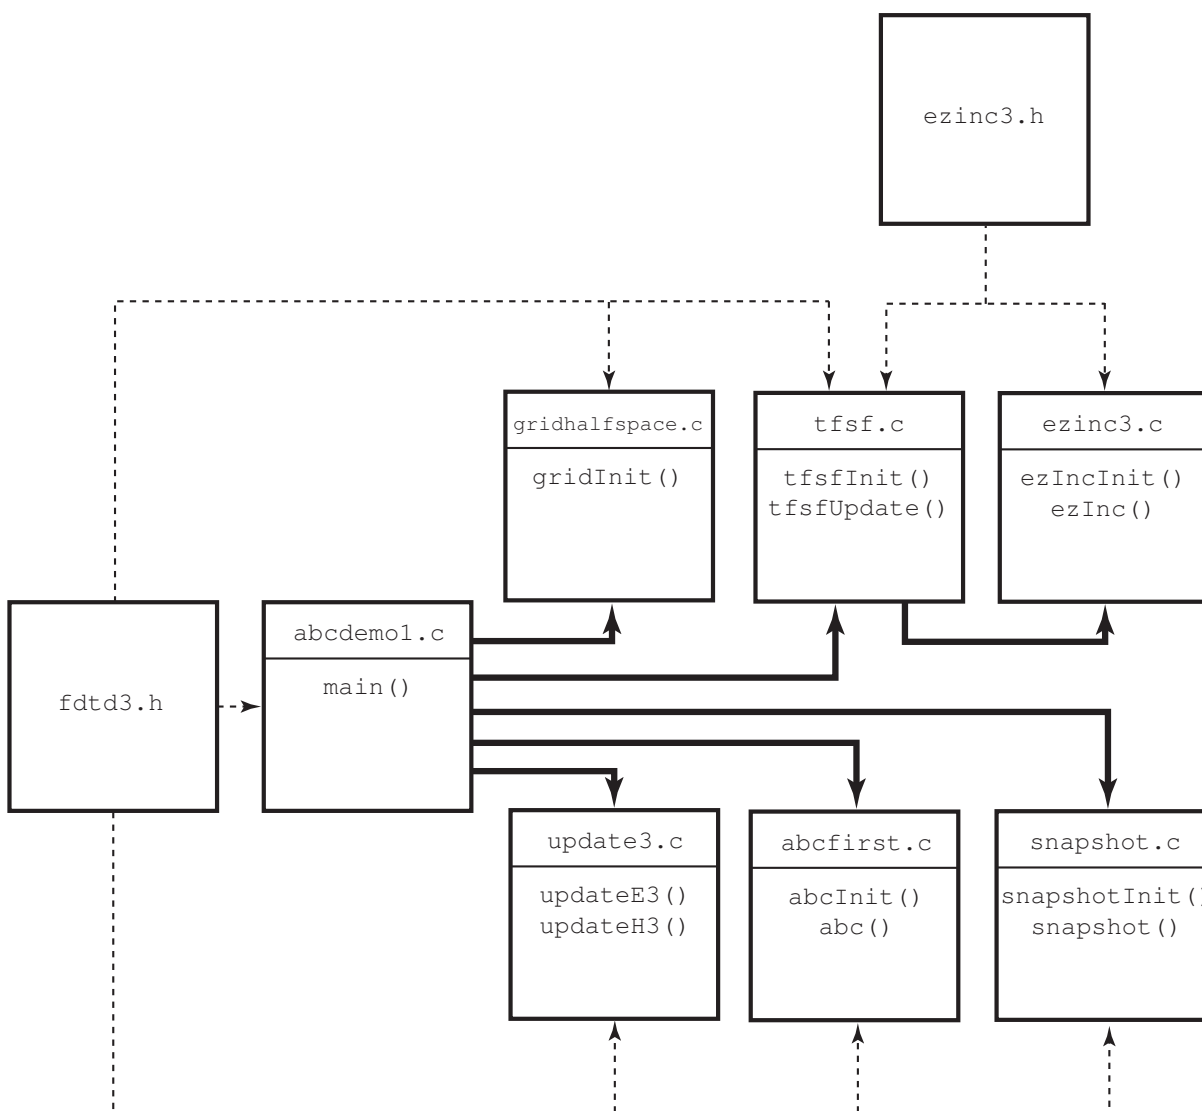 ezinc3.h
gridhalfspace.c
gridInit()
tfsf.c
tfsfInit()
tfsfUpdate()
ezinc3.c
ezIncInit()
ezInc()
fdtd3.h
abcdemo1.c
main()
update3.c
updateE3()
updateH3()
abcfirst.c
abcInit()
abc()
snapshot.c
snapshotInit()
snapshot()